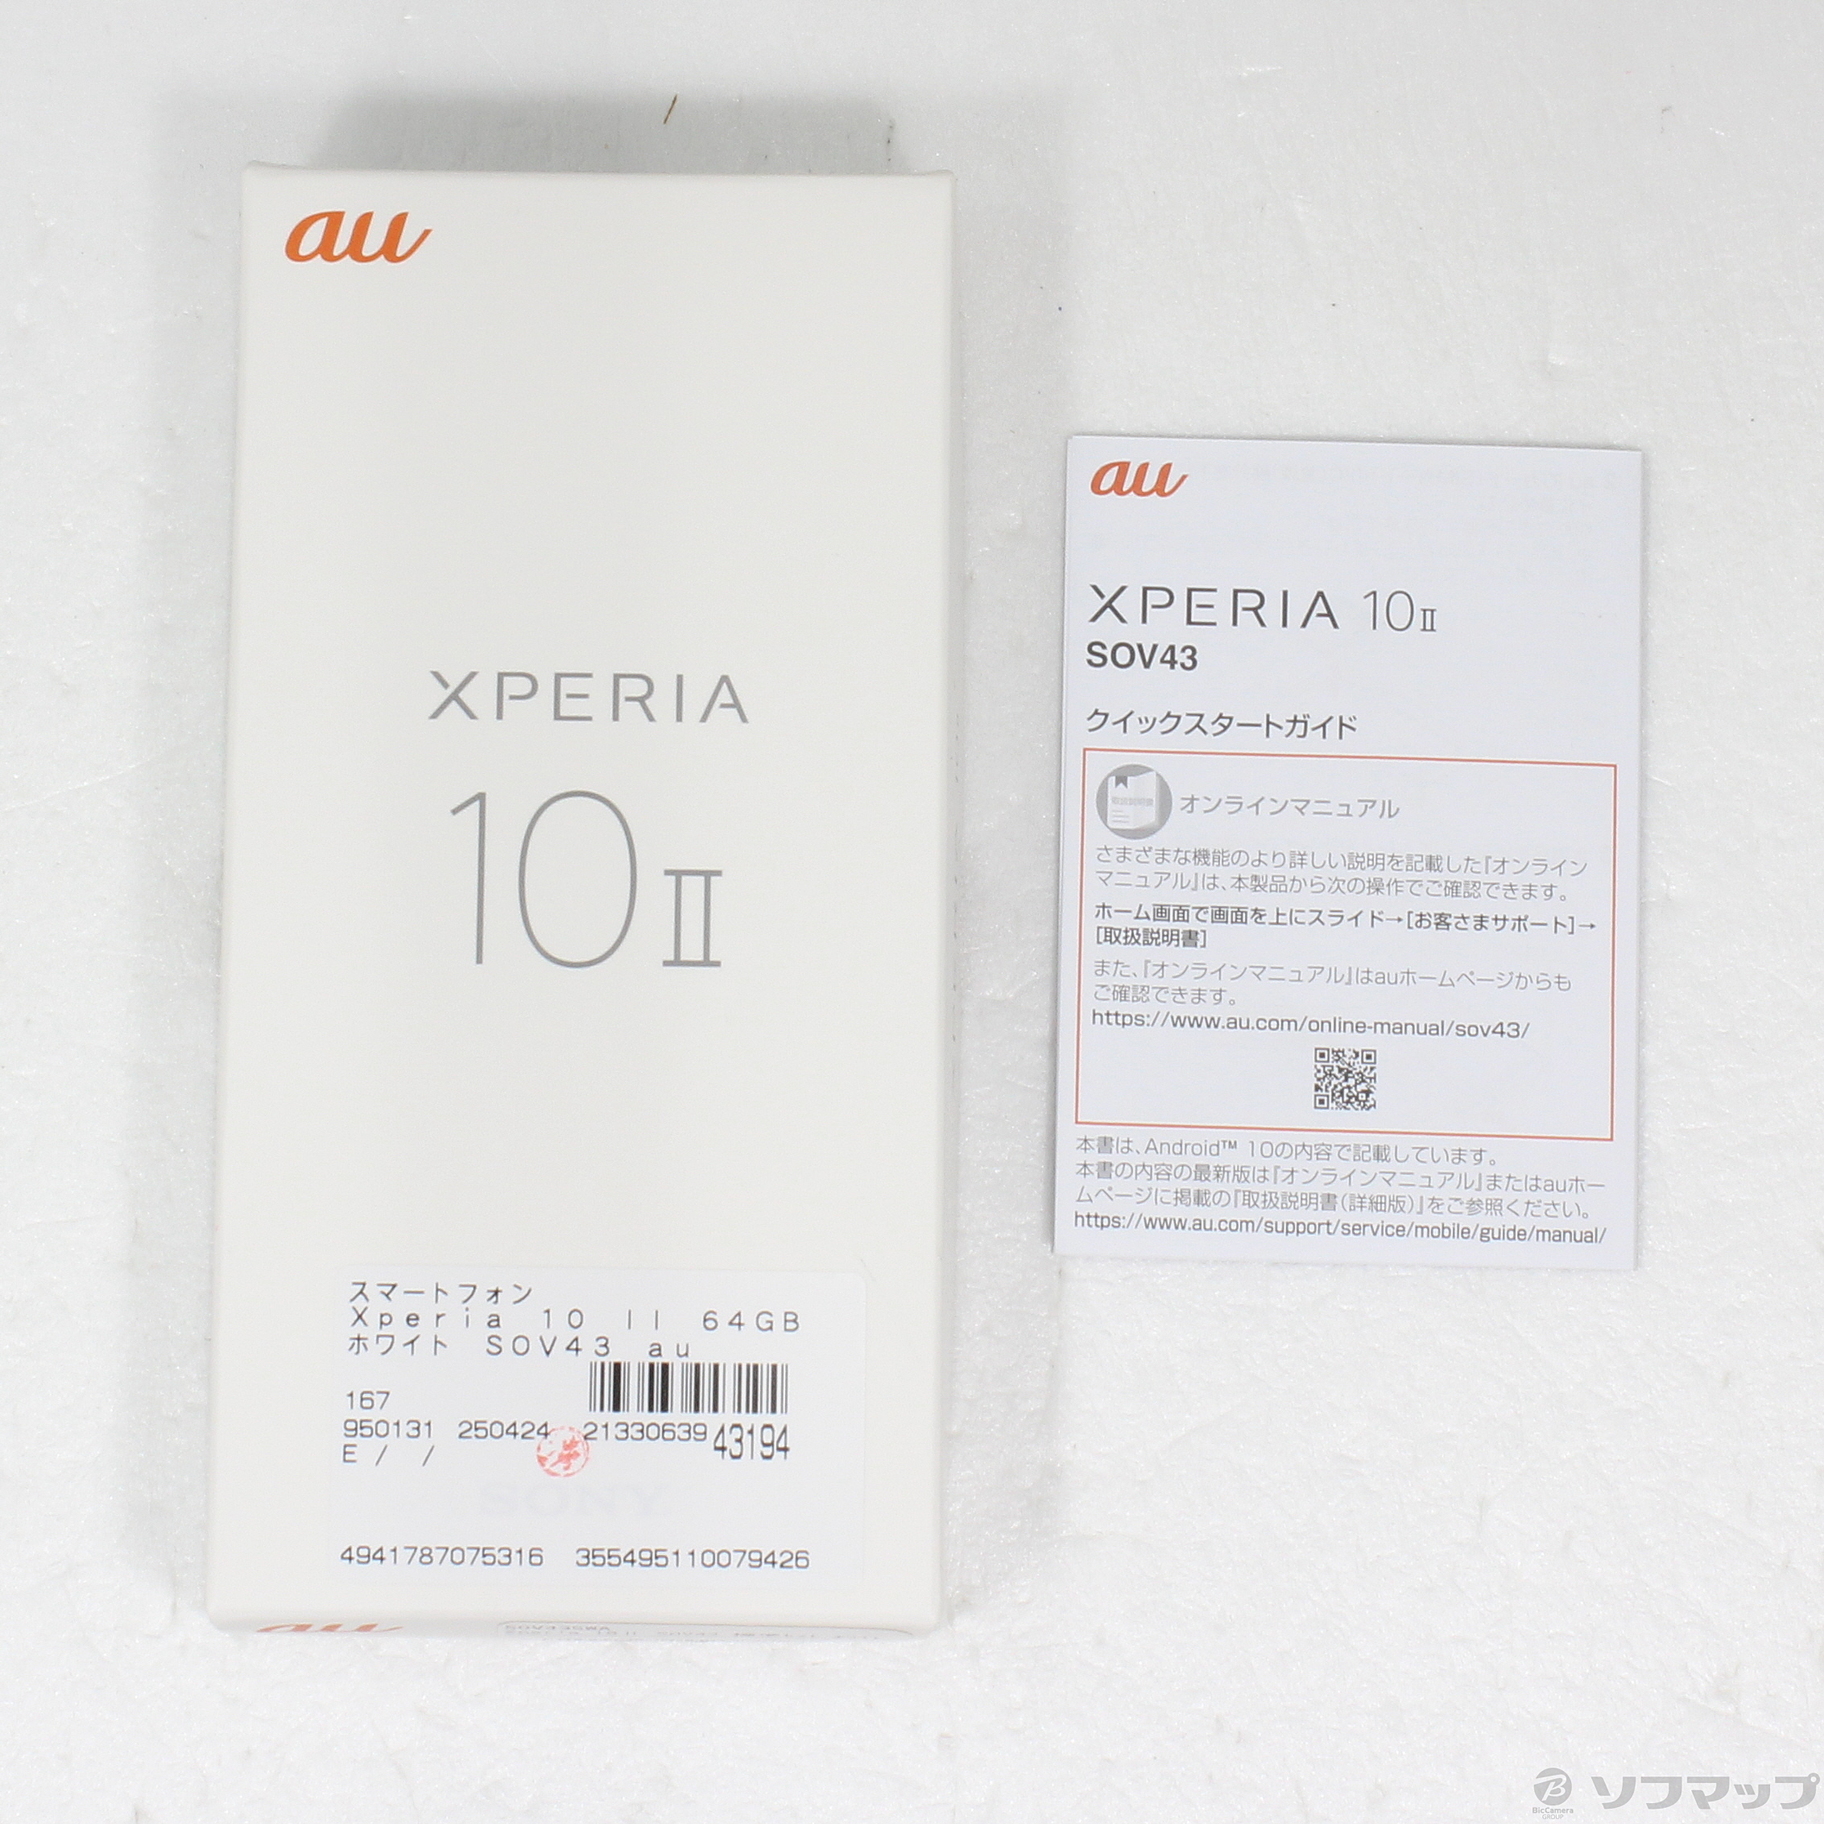 au
XPERIA
10 II
スマートフォン
Xperia 10 II 64GB
ホワイト SOV43 au
167
950131 250424 21330639 43194
E / /
SONY
4941787075316 355495110079426
au
au
XPERIA 10 II
SOV43
クイックスタートガイド
取扱説明書
オンラインマニュアル
さまざまな機能のより詳しい説明を記載した『オンライン
マニュアル』は、本製品から次の操作でご確認できます。
ホーム画面で画面を上にスライド→[お客さまサポート]→
[取扱説明書]
また、『オンラインマニュアル』はauホームページからも
ご確認できます。
https://www.au.com/online-manual/sov43/
本書は、Android™ 10の内容で記載しています。
本書の内容の最新版は『オンラインマニュアル』またはauホー
ムページに掲載の『取扱説明書(詳細版)』をご参照ください。
https://www.au.com/support/service/mobile/guide/manual/
B
BicCamera
GROUP
ソフマップ